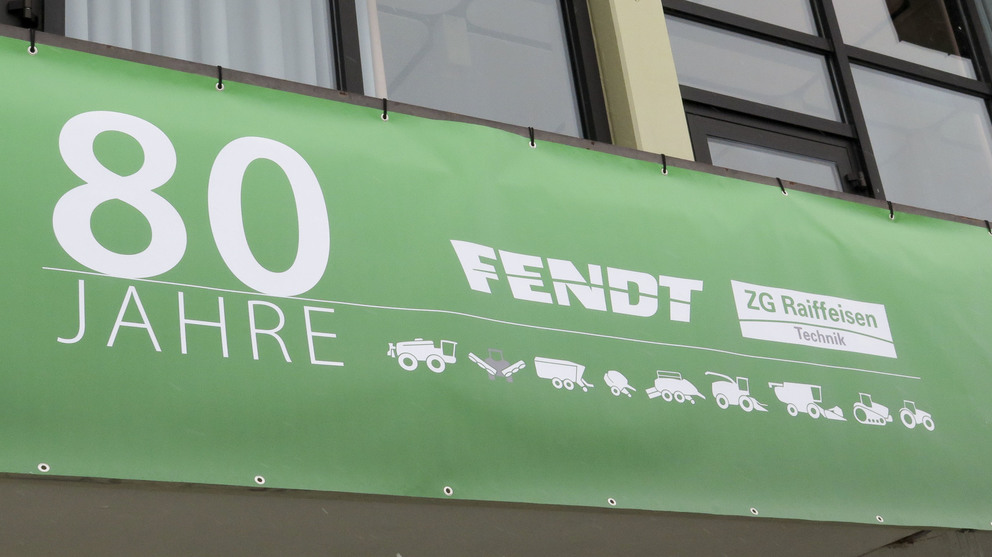 80
JAHRE
FENDT
ZG Raiffeisen
Technik